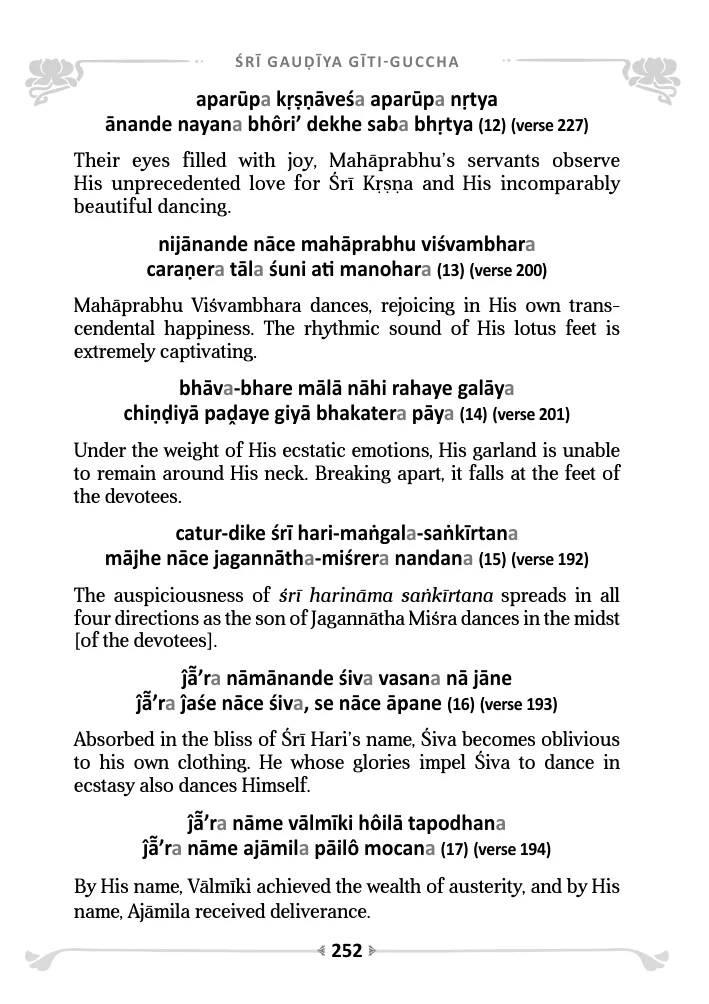 ŚRĪ GAUḌĪYA GĪTI-GUCCHA
aparūpa kṛṣṇāveśa aparūpa nṛtya
ānande nayana bhôri’ dekhe saba bhṛtya (12) (verse 227)
Their eyes filled with joy, Mahāprabhu’s servants observe
His unprecedented love for Śrī Kṛṣṇa and His incomparably
beautiful dancing.
nijānande nāce mahāprabhu viśvambhara
caraṇera tāla śuni ati manohara (13) (verse 200)
Mahāprabhu Viśvambhara dances, rejoicing in His own trans-
cendental happiness. The rhythmic sound of His lotus feet is
extremely captivating.
bhāva-bhare mālā nāhi rahaye galāya
chiṇḍiyā paḓaye giyā bhakatera pāya (14) (verse 201)
Under the weight of His ecstatic emotions, His garland is unable
to remain around His neck. Breaking apart, it falls at the feet of
the devotees.
catur-dike śrī hari-maṅgala-saṅkīrtana
mājhe nāce jagannātha-miśrera nandana (15) (verse 192)
The auspiciousness of śrī harināma saṅkīrtana spreads in all
four directions as the son of Jagannātha Miśra dances in the midst
[of the devotees].
ĵā̃’ra nāmānande śiva vasana nā jāne
ĵā̃’ra ĵaśe nāce śiva, se nāce āpane (16) (verse 193)
Absorbed in the bliss of Śrī Hari’s name, Śiva becomes oblivious
to his own clothing. He whose glories impel Śiva to dance in
ecstasy also dances Himself.
ĵā̃’ra nāme vālmīki hôilā tapodhana
ĵā̃’ra nāme ajāmila pāilô mocana (17) (verse 194)
By His name, Vālmīki achieved the wealth of austerity, and by His
name, Ajāmila received deliverance.
252